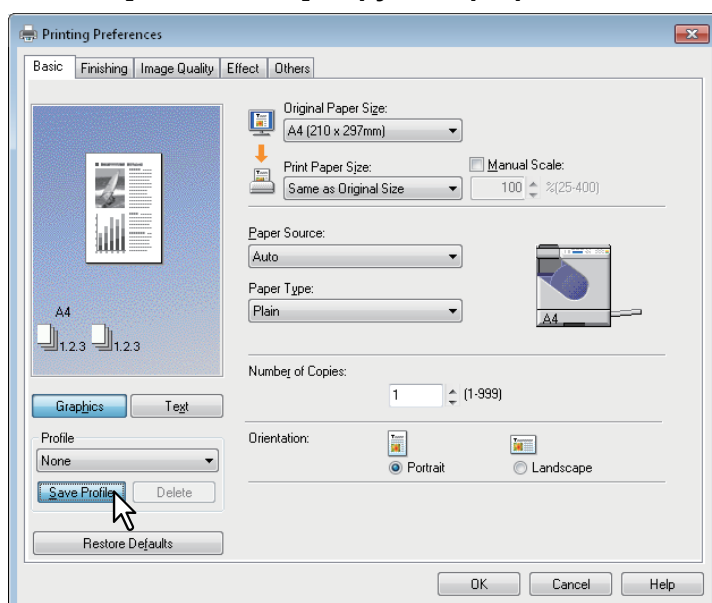 Printing Preferences
Basic Finishing Image Quality Effect Others
Original Paper Size:
A4 (210 x 297mm)
Print Paper Size:
Same as Original Size
Manual Scale:
100 %(25-400)
Paper Source:
Auto
Paper Type:
Plain
A4
A4
1.2.3 1.2.3
Number of Copies:
1 (1-999)
Graphics Text
Profile
None
Save Profile Delete
Orientation:
Portrait Landscape
Restore Defaults
OK Cancel Help